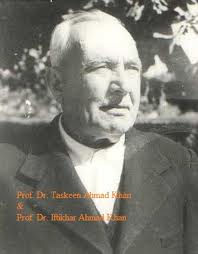 Prof. Dr. Taskeen Ahmad Khan
&
Prof. Dr. Iftikhar Ahmad Khan